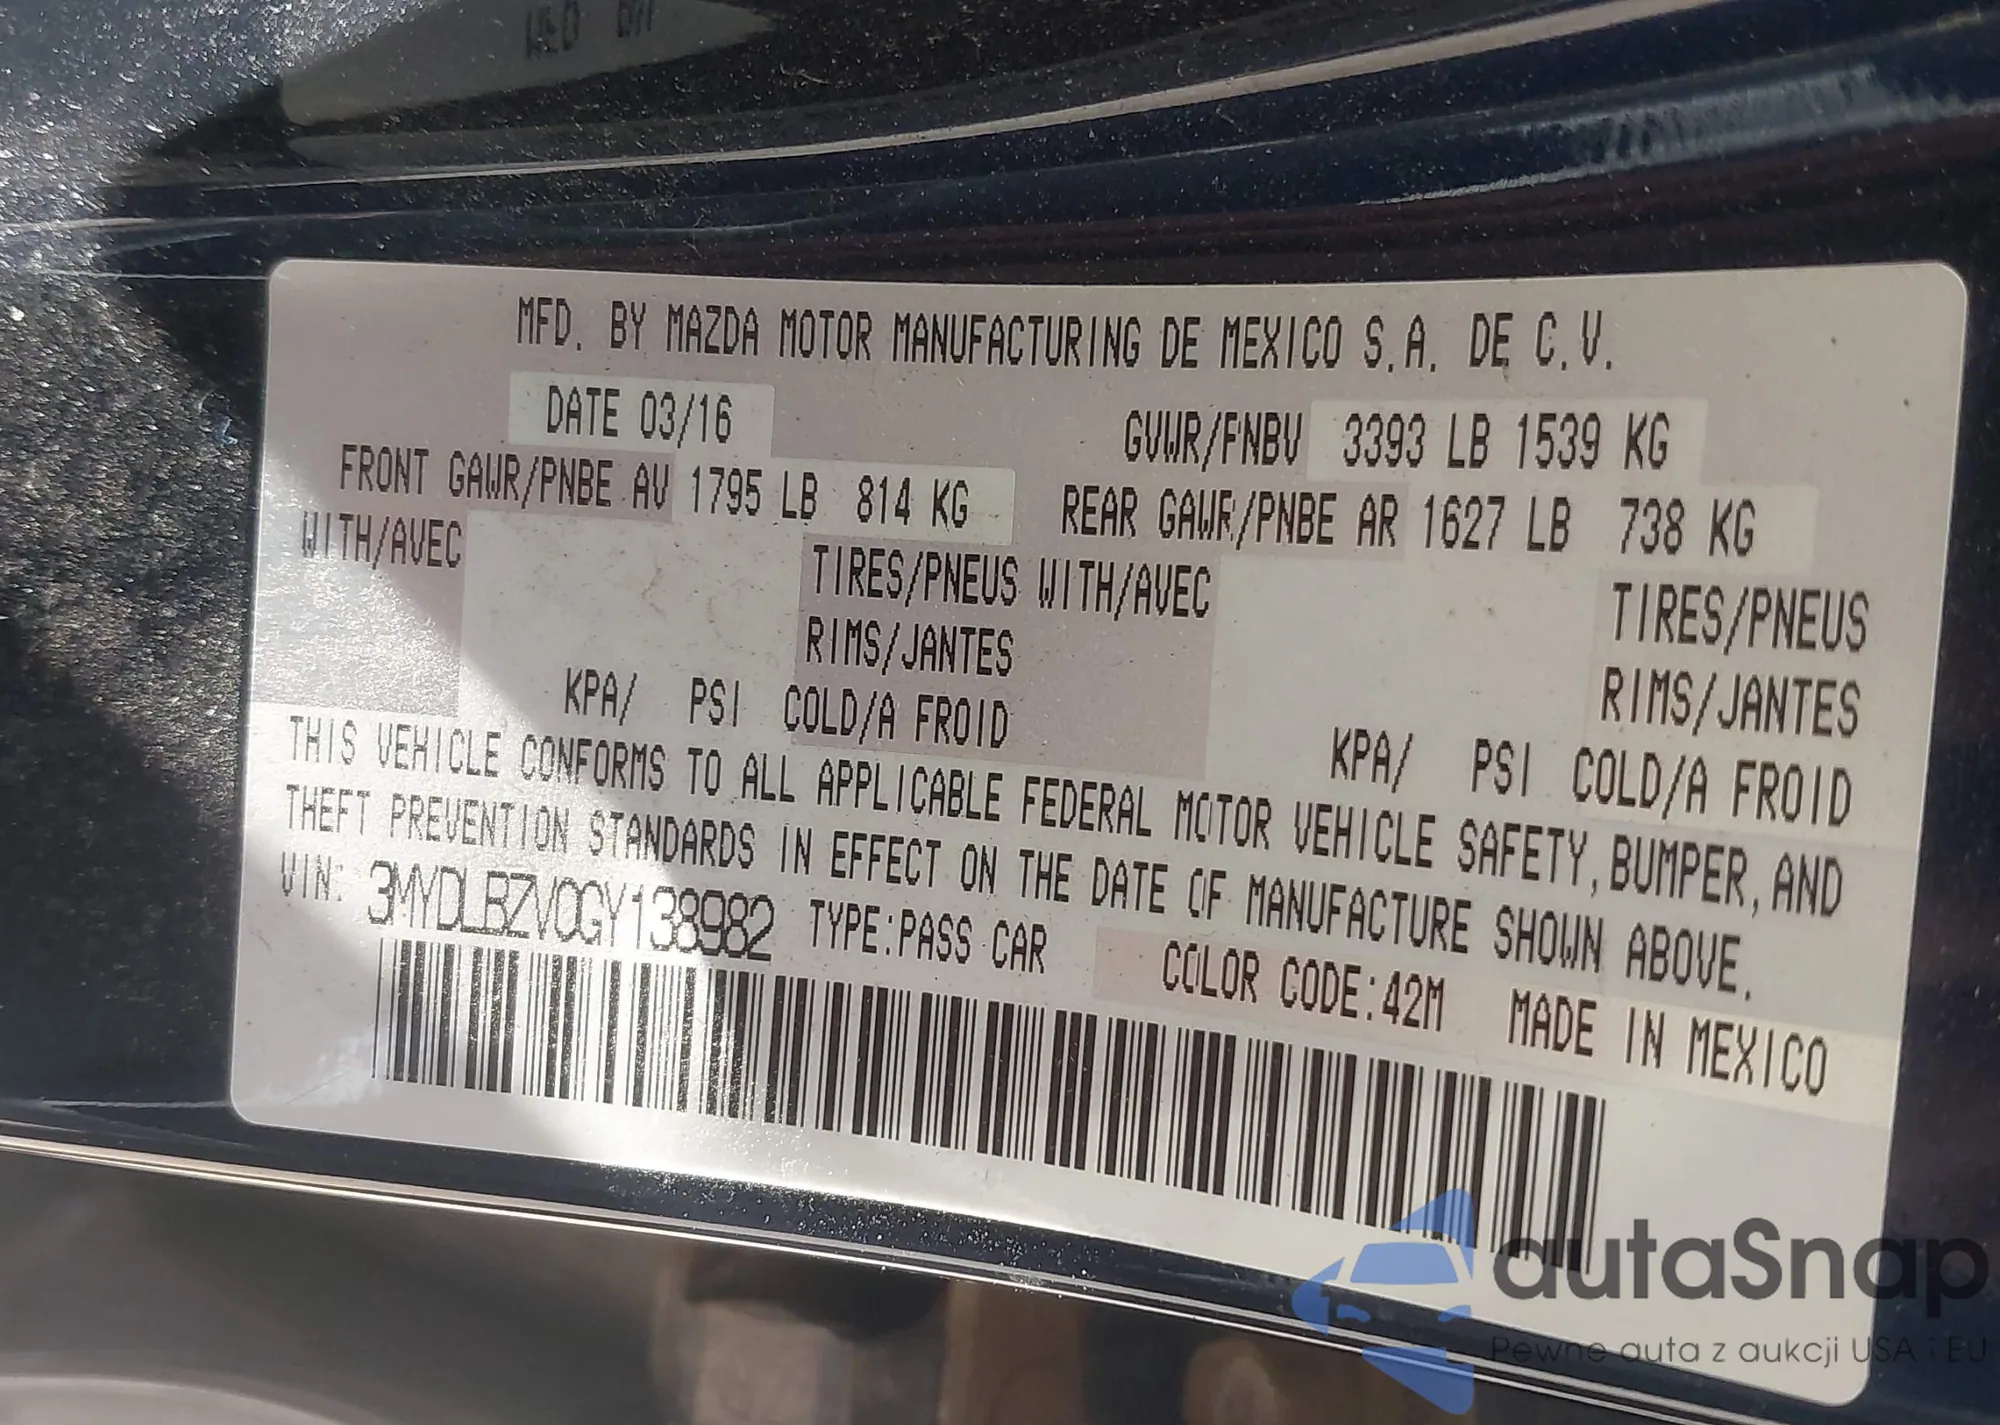 MFD. BY MAZDA MOTOR MANUFACTURING DE MEXICO S.A. DE C.V.
DATE 03/16 GVWR/FNBV 3393 LB 1539 KG
FRONT GAWR/PNBE AV 1795 LB 814 KG REAR GAWR/PNBE AR 1627 LB 738 KG
WITH/AVEC TIRES/PNEUS WITH/AVEC TIRES/PNEUS
RIMS/JANTES RIMS/JANTES
KPA/ PSI COLD/A FROID KPA/ PSI COLD/A FROID
THIS VEHICLE CONFORMS TO ALL APPLICABLE FEDERAL MOTOR VEHICLE SAFETY, BUMPER, AND
THEFT PREVENTION STANDARDS IN EFFECT ON THE DATE OF MANUFACTURE SHOWN ABOVE.
VIN: 3MYDLBZV0GY138982 TYPE:PASS CAR COLOR CODE:42M MADE IN MEXICO
autaSnap
Pewne auta z aukcji USA i EU